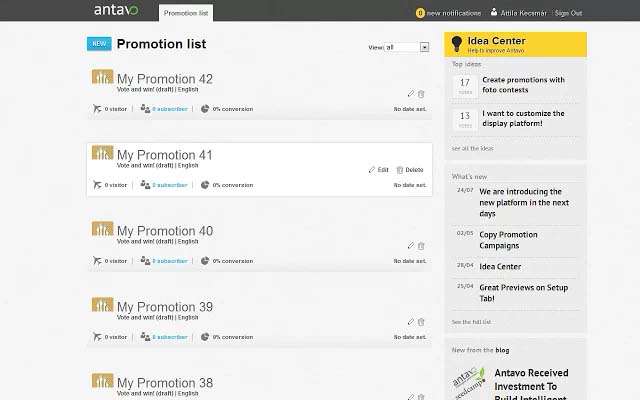 antavo
Promotion list
0 new notifications
Attila Kecsmár
Sign Out
NEW
Promotion list
View: all
My Promotion 42
Vote and win! (draft) | English
0 visitor
0 subscriber
0% conversion
No date set.
My Promotion 41
Vote and win! (draft) | English
Edit
Delete
0 visitor
0 subscriber
0% conversion
No date set.
My Promotion 40
Vote and win! (draft) | English
0 visitor
0 subscriber
0% conversion
No date set.
My Promotion 39
Vote and win! (draft) | English
0 visitor
0 subscriber
0% conversion
No date set.
My Promotion 38
Vote and win! (draft) | English
Idea Center
Help is improve Antavo
Top ideas
17
votes
Create promotions with
foto contests
13
votes
I want to customize the
display platform!
see all the ideas
What's new
24/07
We are introducing the
new platform in the next
days
02/05
Copy Promotion
Campaigns
28/04
Idea Center
25/04
Great Previews on Setup
Tab!
See the full list
New from the blog
antavo
seedcamp
Antavo Received
Investment To
Build Intelligent